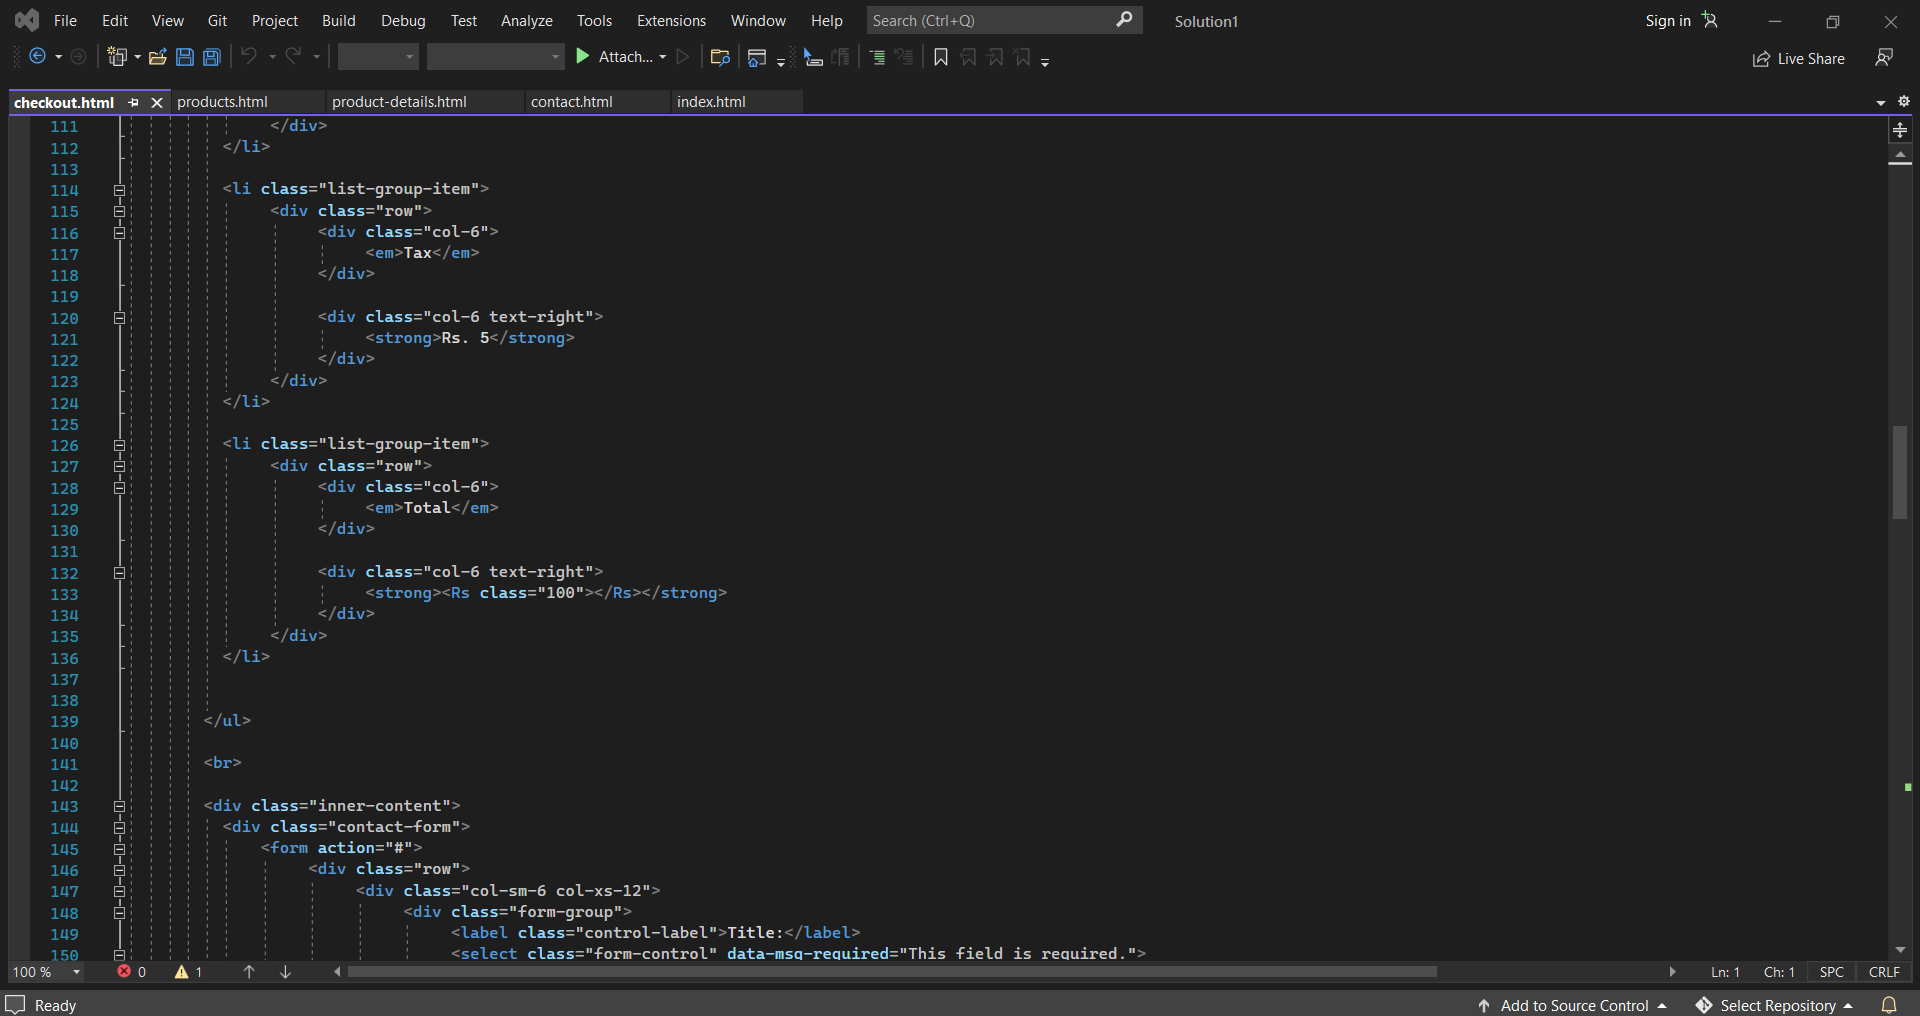 File Edit View Git Project Build Debug Test Analyze Tools Extensions Window Help Search (Ctrl+Q) Solution1 Sign in
Attach... Live Share
checkout.html products.html product-details.html contact.html index.html
111 </div>
112 </li>
113
114 <li class="list-group-item">
115 <div class="row">
116 <div class="col-6">
117 <em>Tax</em>
118 </div>
119
120 <div class="col-6 text-right">
121 <strong>Rs. 5</strong>
122 </div>
123 </div>
124 </li>
125
126 <li class="list-group-item">
127 <div class="row">
128 <div class="col-6">
129 <em>Total</em>
130 </div>
131
132 <div class="col-6 text-right">
133 <strong><Rs class="100"></Rs></strong>
134 </div>
135 </div>
136 </li>
137
138
139 </ul>
140
141 <br>
142
143 <div class="inner-content">
144 <div class="contact-form">
145 <form action="#">
146 <div class="row">
147 <div class="col-sm-6 col-xs-12">
148 <div class="form-group">
149 <label class="control-label">Title:</label>
150 <select class="form-control" data-msg-required="This field is required.">
100 % 0 1 Ln: 1 Ch: 1 SPC CRLF
Ready Add to Source Control Select Repository